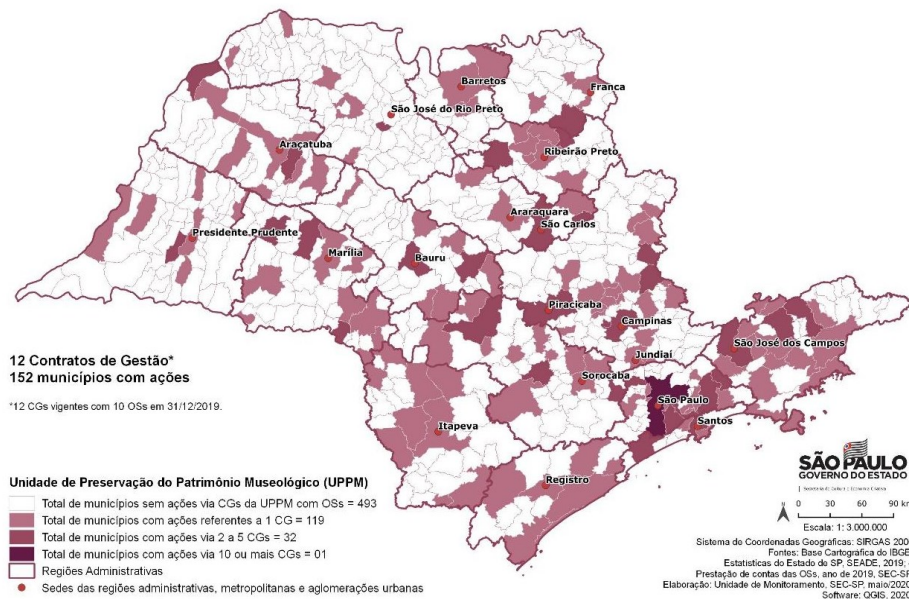 Barretos
Franca
São José do Rio Preto
Araçatuba
Ribeirão Preto
Araraquara
São Carlos
Presidente Prudente
Marília
Bauru
Piracicaba
Campinas
São José dos Campos
Jundiaí
Sorocaba
São Paulo
Santos
Itapeva
Registro
12 Contratos de Gestão*
152 municípios com ações
*12 CGs vigentes com 10 OSs em 31/12/2019.
Unidade de Preservação do Patrimônio Museológico (UPPM)
Total de municípios sem ações via CGs da UPPM com OSs = 493
Total de municípios com ações referentes a 1 CG = 119
Total de municípios com ações via 2 a 5 CGs = 32
Total de municípios com ações via 10 ou mais CGs = 01
Regiões Administrativas
Sedes das regiões administrativas, metropolitanas e aglomerações urbanas
SÃO PAULO
GOVERNO DO ESTADO
Secretaria de Cultura e Economia Criativa
N
0 30 60 90 km
Escala: 1: 3.000.000
Sistema de Coordenadas Geográficas: SIRGAS 200
Fontes: Base Cartográfica do IBGE
Estatísticas do Estado de SP, SEADE, 2019;
Prestação de contas das OSs, ano de 2019, SEC-SP
Elaboração: Unidade de Monitoramento, SEC-SP, maio/2020
Software: QGIS, 2020